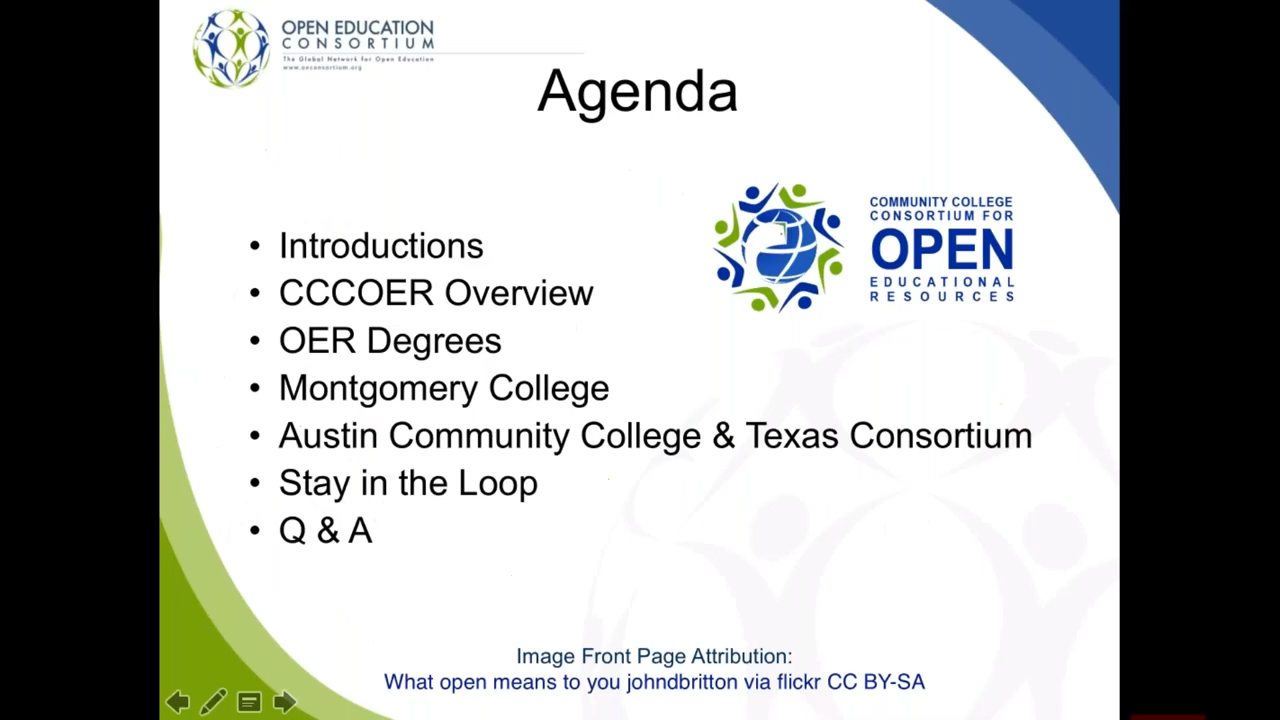 OPEN EDUCATION
CONSORTIUM
The Global Network for Open Education
www.oeconsortium.org
Agenda
COMMUNITY COLLEGE
CONSORTIUM FOR
OPEN
EDUCATIONAL
RESOURCES
• Introductions
• CCCOER Overview
• OER Degrees
• Montgomery College
• Austin Community College & Texas Consortium
• Stay in the Loop
• Q & A
Image Front Page Attribution:
What open means to you johndbritton via flickr CC BY-SA